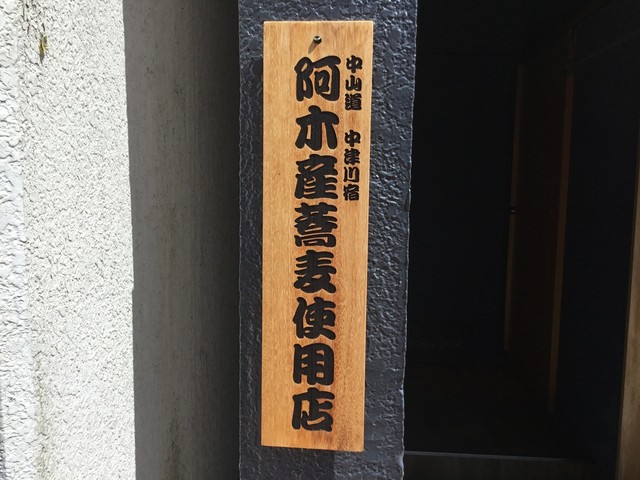 中山道 中津川宿
阿木産蕎麦使用店